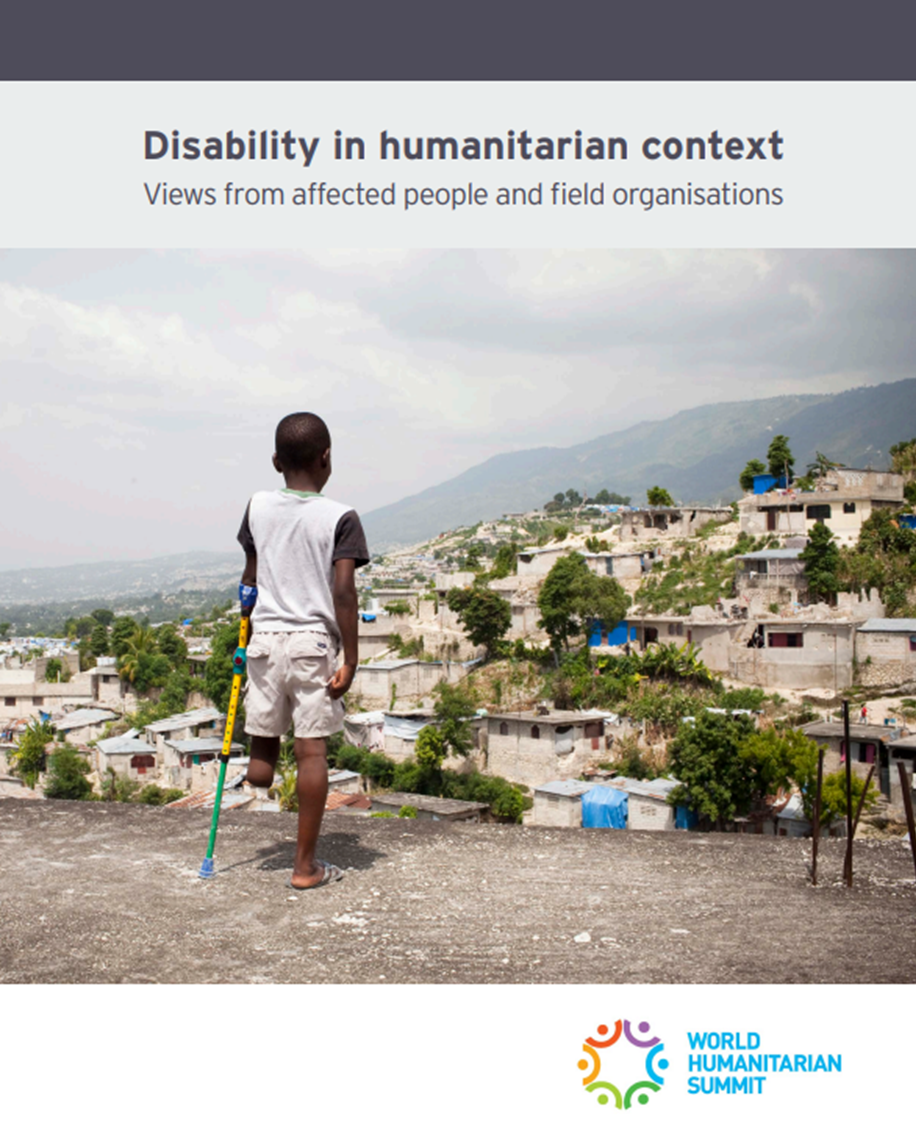 Disability in humanitarian context
Views from affected people and field organisations
WORLD
HUMANITARIAN
SUMMIT